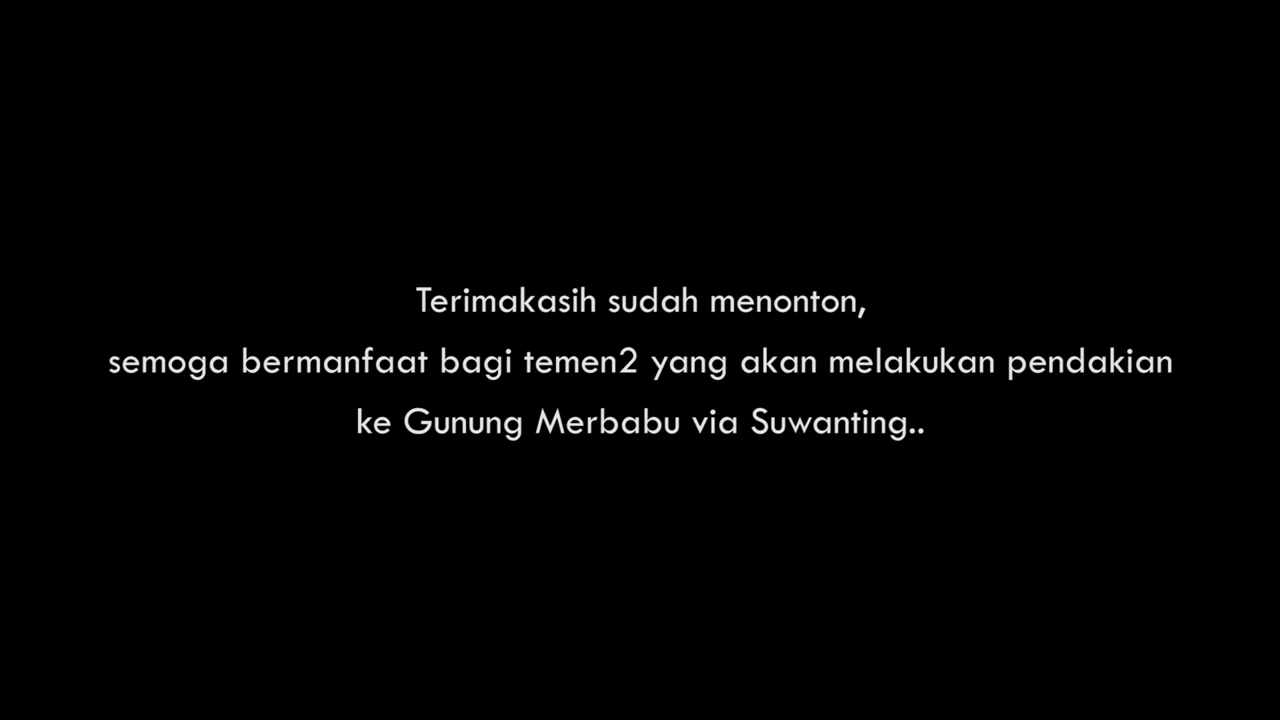 Terimakasih sudah menonton,
semoga bermanfaat bagi temen2 yang akan melakukan pendakian
ke Gunung Merbabu via Suwanting..